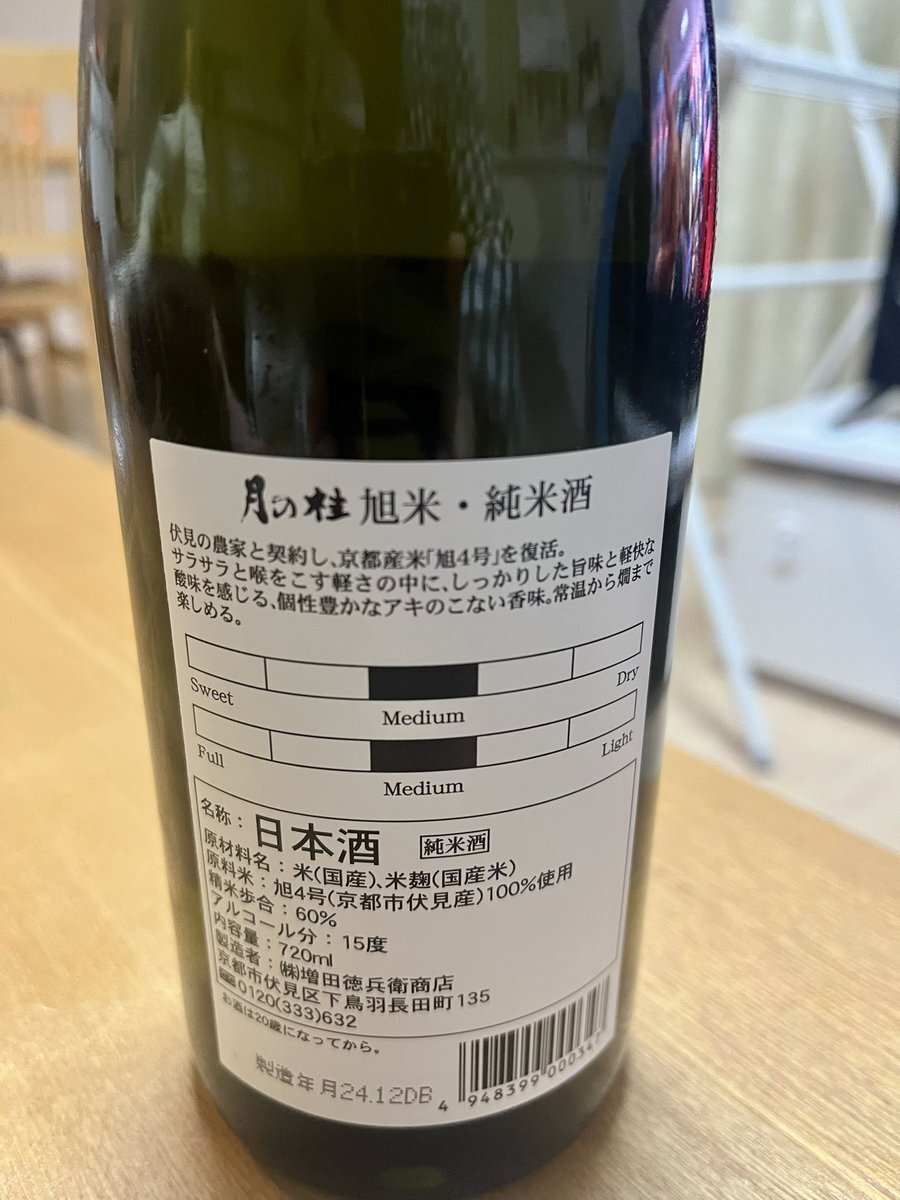 月の桂 旭米・純米酒
伏見の農家と契約し、京都産米「旭4号」を復活。
サラサラと喉をこす軽さの中に、しっかりした旨味と軽快な
酸味を感じる、個性豊かなアキのこない香味。常温から燗まで
楽しめる。
Sweet Medium Dry
Full Medium Light
名称：日本酒 純米酒
原材料名：米(国産)、米麹(国産米)
原料米：旭4号(京都市伏見産)100%使用
精米歩合：60%
アルコール分：15度
内容量：720ml
製造者：㈱増田徳兵衛商店
京都市伏見区下鳥羽長田町135
0120(333)632
お酒は20歳になってから。
製造年月24.12DB
4 948399 000347